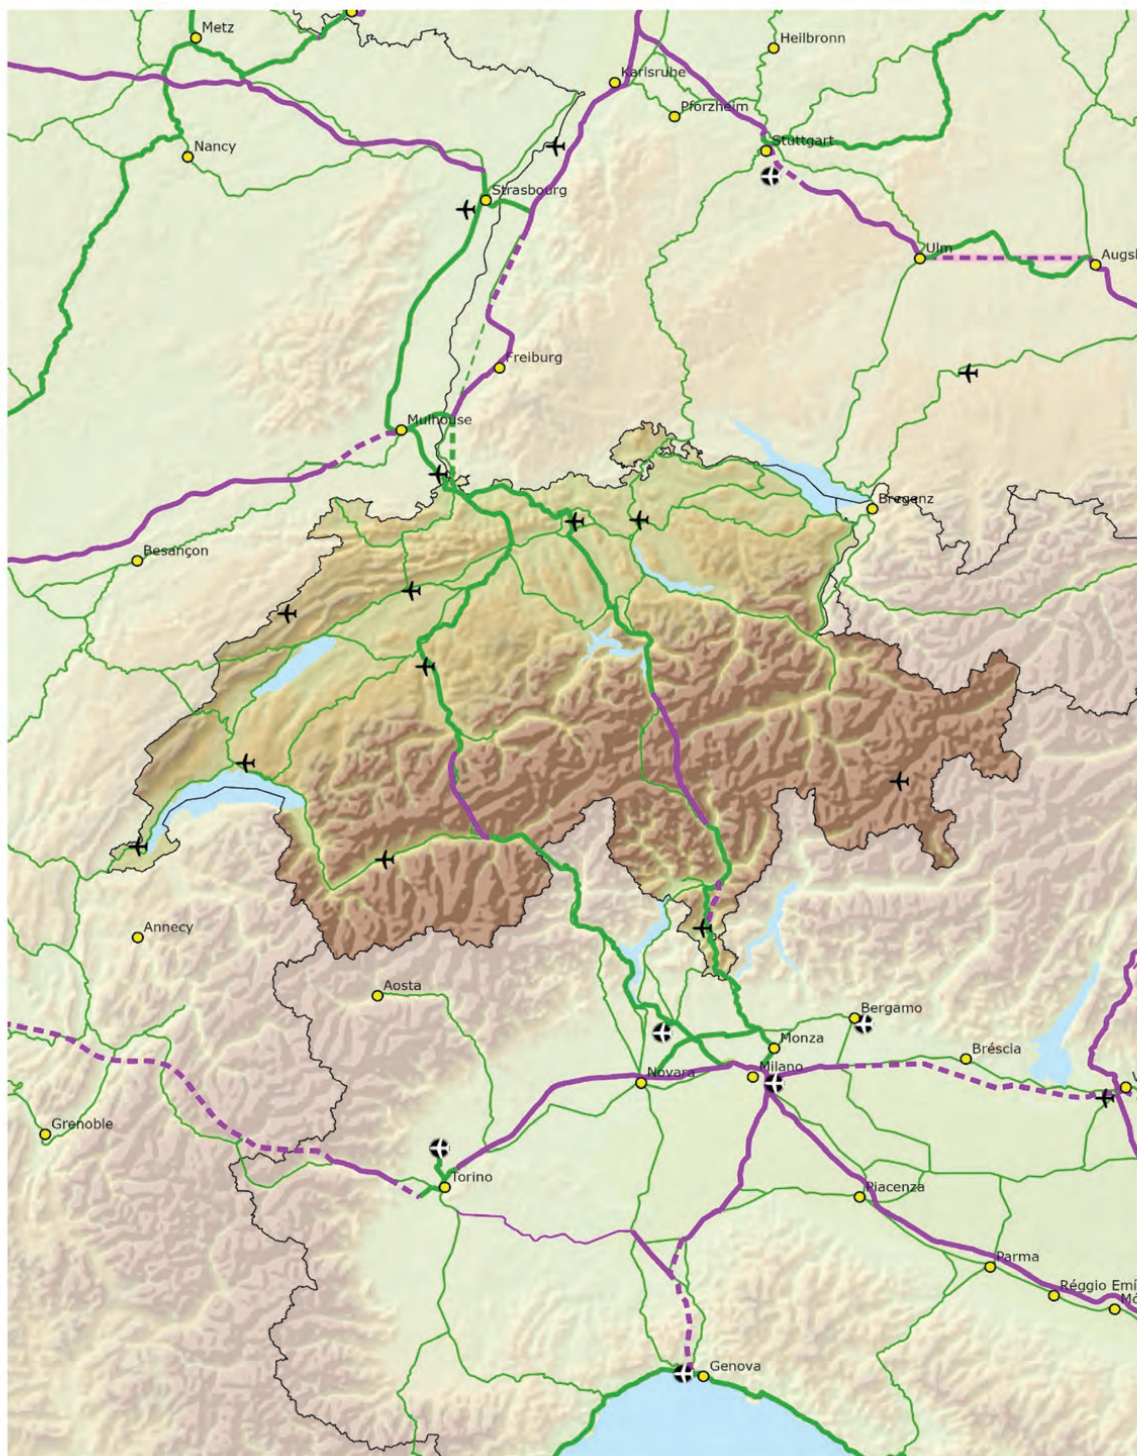 Metz
Heilbronn
Karlsruhe
Pforzheim
Nancy
Stuttgart
Strasbourg
Ulm
Augsb
Freiburg
Mulhouse
Bregenz
Besançon
Annecy
Aosta
Bergamo
Monza
Bréscia
Milano
Novara
Grenoble
Torino
Piacenza
Parma
Réggio Emi
Mó
Genova